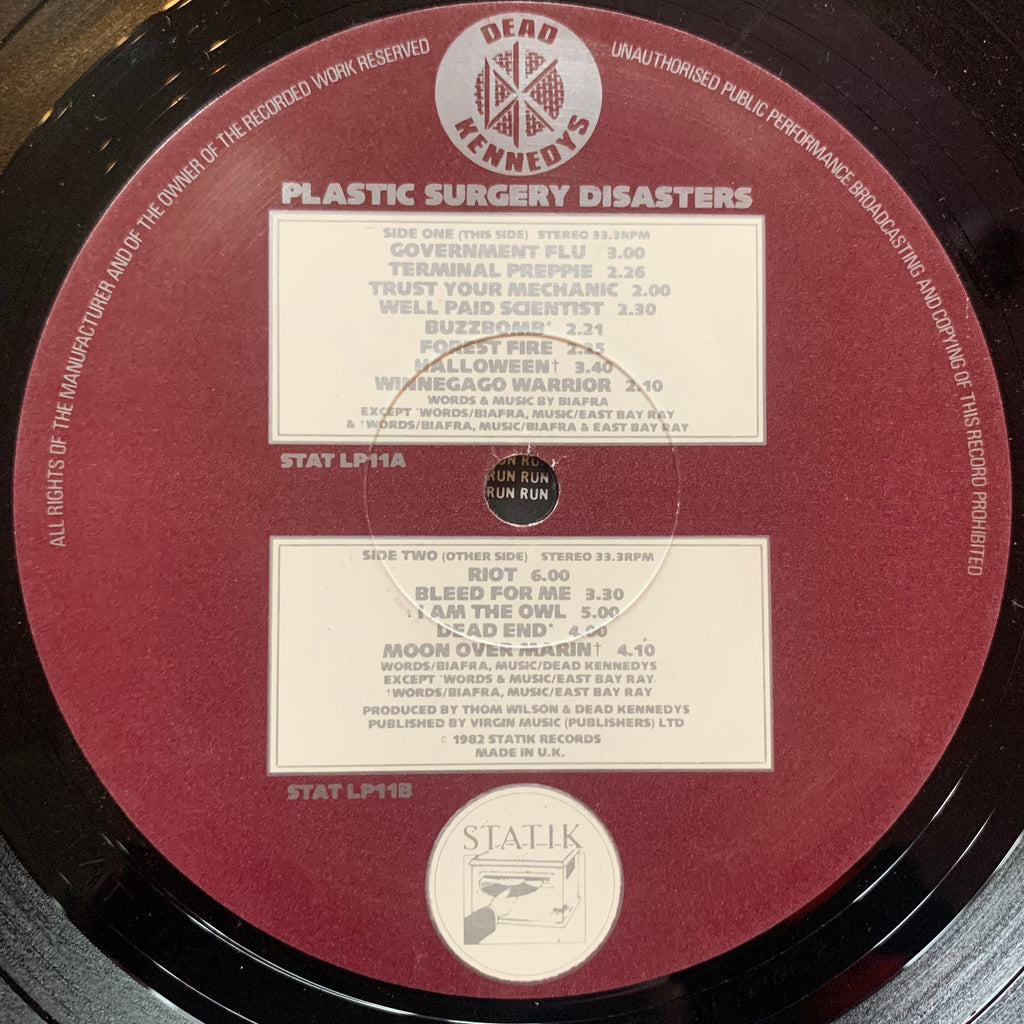 DEAD
KENNEDYS
ALL RIGHTS OF THE MANUFACTURER AND OF THE OWNER OF THE RECORDED WORK RESERVED
UNAUTHORISED PUBLIC PERFORMANCE BROADCASTING AND COPYING OF THIS RECORD PROHIBITED
PLASTIC SURGERY DISASTERS
SIDE ONE (THIS SIDE) STEREO 33.3RPM
GOVERNMENT FLU 3.00
TERMINAL PREPPIE 2.26
TRUST YOUR MECHANIC 2.00
WELL PAID SCIENTIST 2.30
BUZZBOMB* 2.21
FOREST FIRE 2.25
HALLOWEEN† 3.40
WINNEGAGO WARRIOR 2.10
WORDS & MUSIC BY BIAFRA
EXCEPT *WORDS/BIAFRA, MUSIC/EAST BAY RAY
& †WORDS/BIAFRA, MUSIC/BIAFRA & EAST BAY RAY
STAT LP11A
RUN RUN
RUN RUN
SIDE TWO (OTHER SIDE) STEREO 33.3RPM
RIOT 6.00
BLEED FOR ME 3.30
I AM THE OWL 5.00
DEAD END* 4.00
MOON OVER MARIN† 4.10
WORDS/BIAFRA, MUSIC/DEAD KENNEDYS
EXCEPT *WORDS & MUSIC/EAST BAY RAY
†WORDS/BIAFRA, MUSIC/EAST BAY RAY
PRODUCED BY THOM WILSON & DEAD KENNEDYS
PUBLISHED BY VIRGIN MUSIC (PUBLISHERS) LTD
© 1982 STATIK RECORDS
MADE IN U.K.
STAT LP11B
STATIK